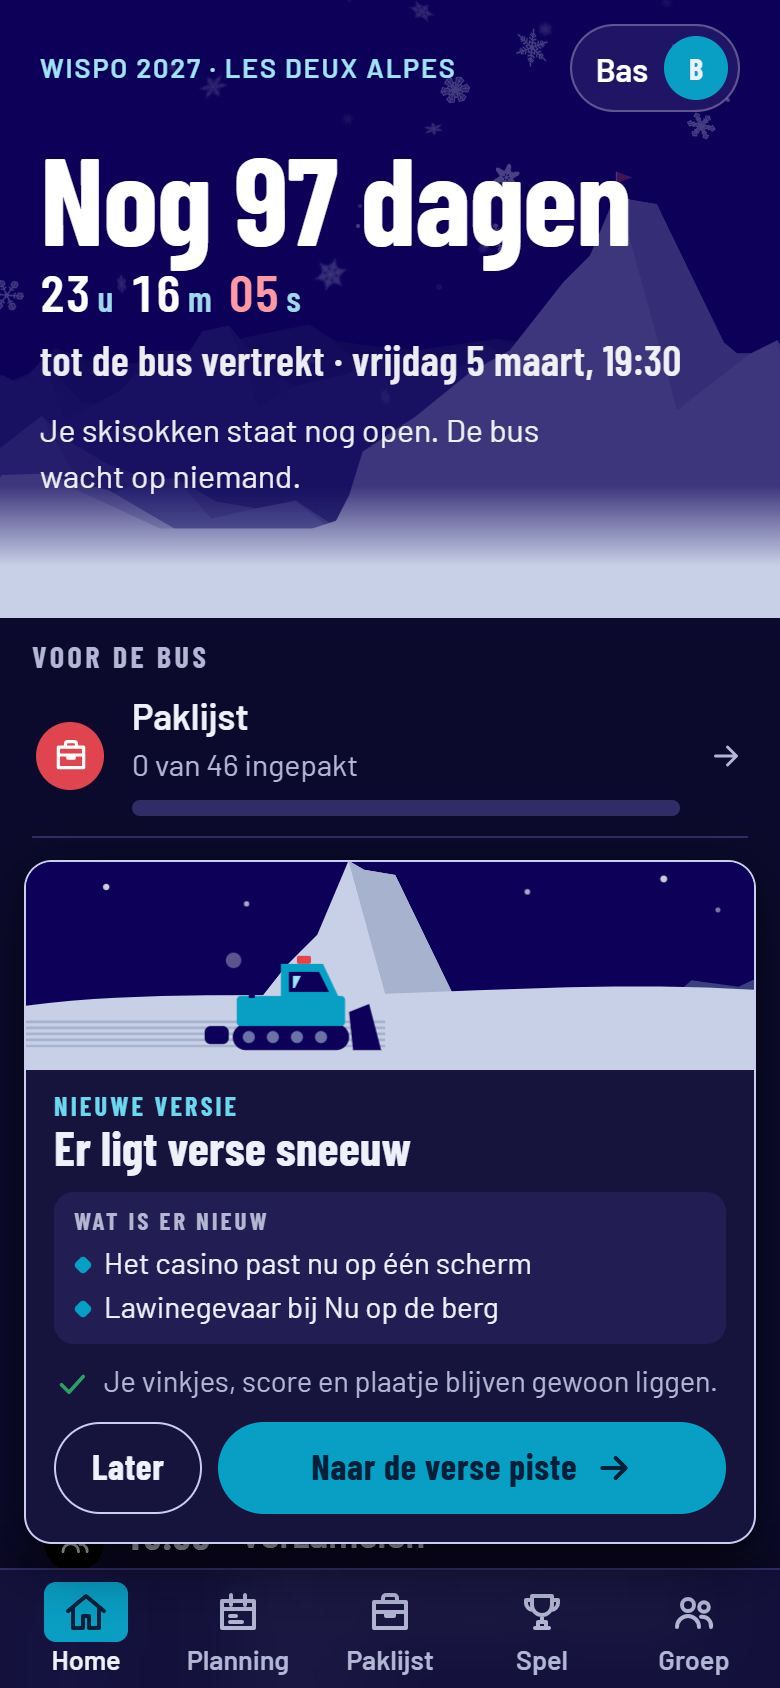 WISPO 2027 · LES DEUX ALPES
Bas
B
Nog 97 dagen
23 u 16 m 05 s
tot de bus vertrekt · vrijdag 5 maart, 19:30
Je skisokken staat nog open. De bus
wacht op niemand.
VOOR DE BUS
Paklijst
0 van 46 ingepakt
NIEUWE VERSIE
Er ligt verse sneeuw
WAT IS ER NIEUW
Het casino past nu op één scherm
Lawinegevaar bij Nu op de berg
Je vinkjes, score en plaatje blijven gewoon liggen.
Later
Naar de verse piste
Home
Planning
Paklijst
Spel
Groep